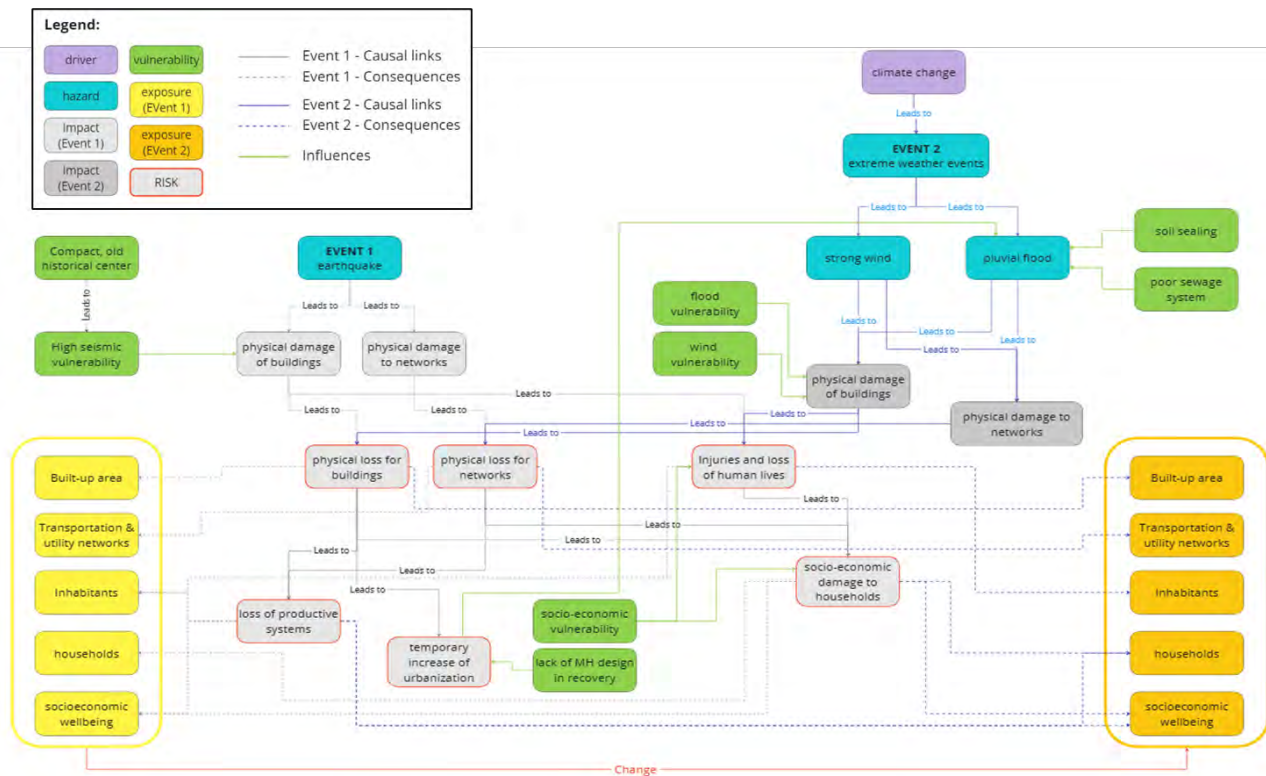 Legend:
driver
vulnerability
hazard
exposure
(EVent 1)
Impact
(Event 1)
exposure
(EVent 2)
Impact
(Event 2)
RISK
Event 1 - Causal links
Event 1 - Consequences
Event 2 - Causal links
Event 2 - Consequences
Influences
climate change
Leads to
EVENT 2
extreme weather events
Leads to
Leads to
Compact, old
historical center
EVENT 1
earthquake
strong wind
pluvial flood
soil sealing
poor sewage
system
Leads to
Leads to
Leads to
flood
vulnerability
Leads to
Leads to
Leads to
High seismic
vulnerability
physical damage
of buildings
physical damage
to networks
wind
vulnerability
physical damage
of buildings
physical damage to
networks
Leads to
Leads to
Leads to
Leads to
Leads to
Leads to
Leads to
physical loss for
buildings
physical loss for
networks
Injuries and loss
of human lives
Built-up area
Built-up area
Leads to
Leads to
Leads to
Leads to
Transportation &
utility networks
Transportation &
utility networks
Leads to
Leads to
socio-economic
damage to
households
Inhabitants
Inhabitants
Leads to
loss of productive
systems
socio-economic
vulnerability
temporary
increase of
urbanization
lack of MH design
in recovery
households
households
socioeconomic
wellbeing
socioeconomic
wellbeing
Change